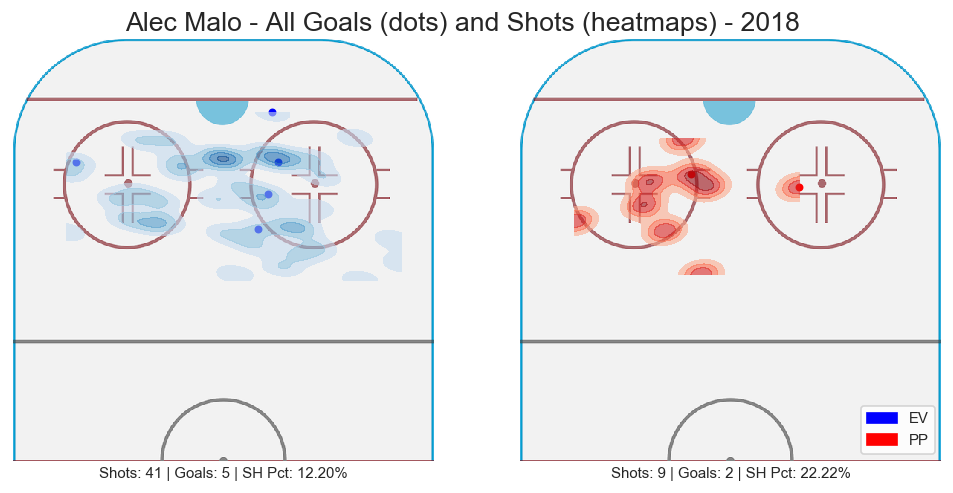 Alec Malo - All Goals (dots) and Shots (heatmaps) - 2018
EV
PP
Shots: 41 | Goals: 5 | SH Pct: 12.20%
Shots: 9 | Goals: 2 | SH Pct: 22.22%